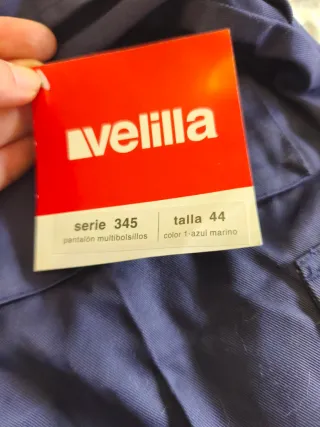 velilla
serie 345
pantalón multibolsillos
talla 44
color 1-azul marino